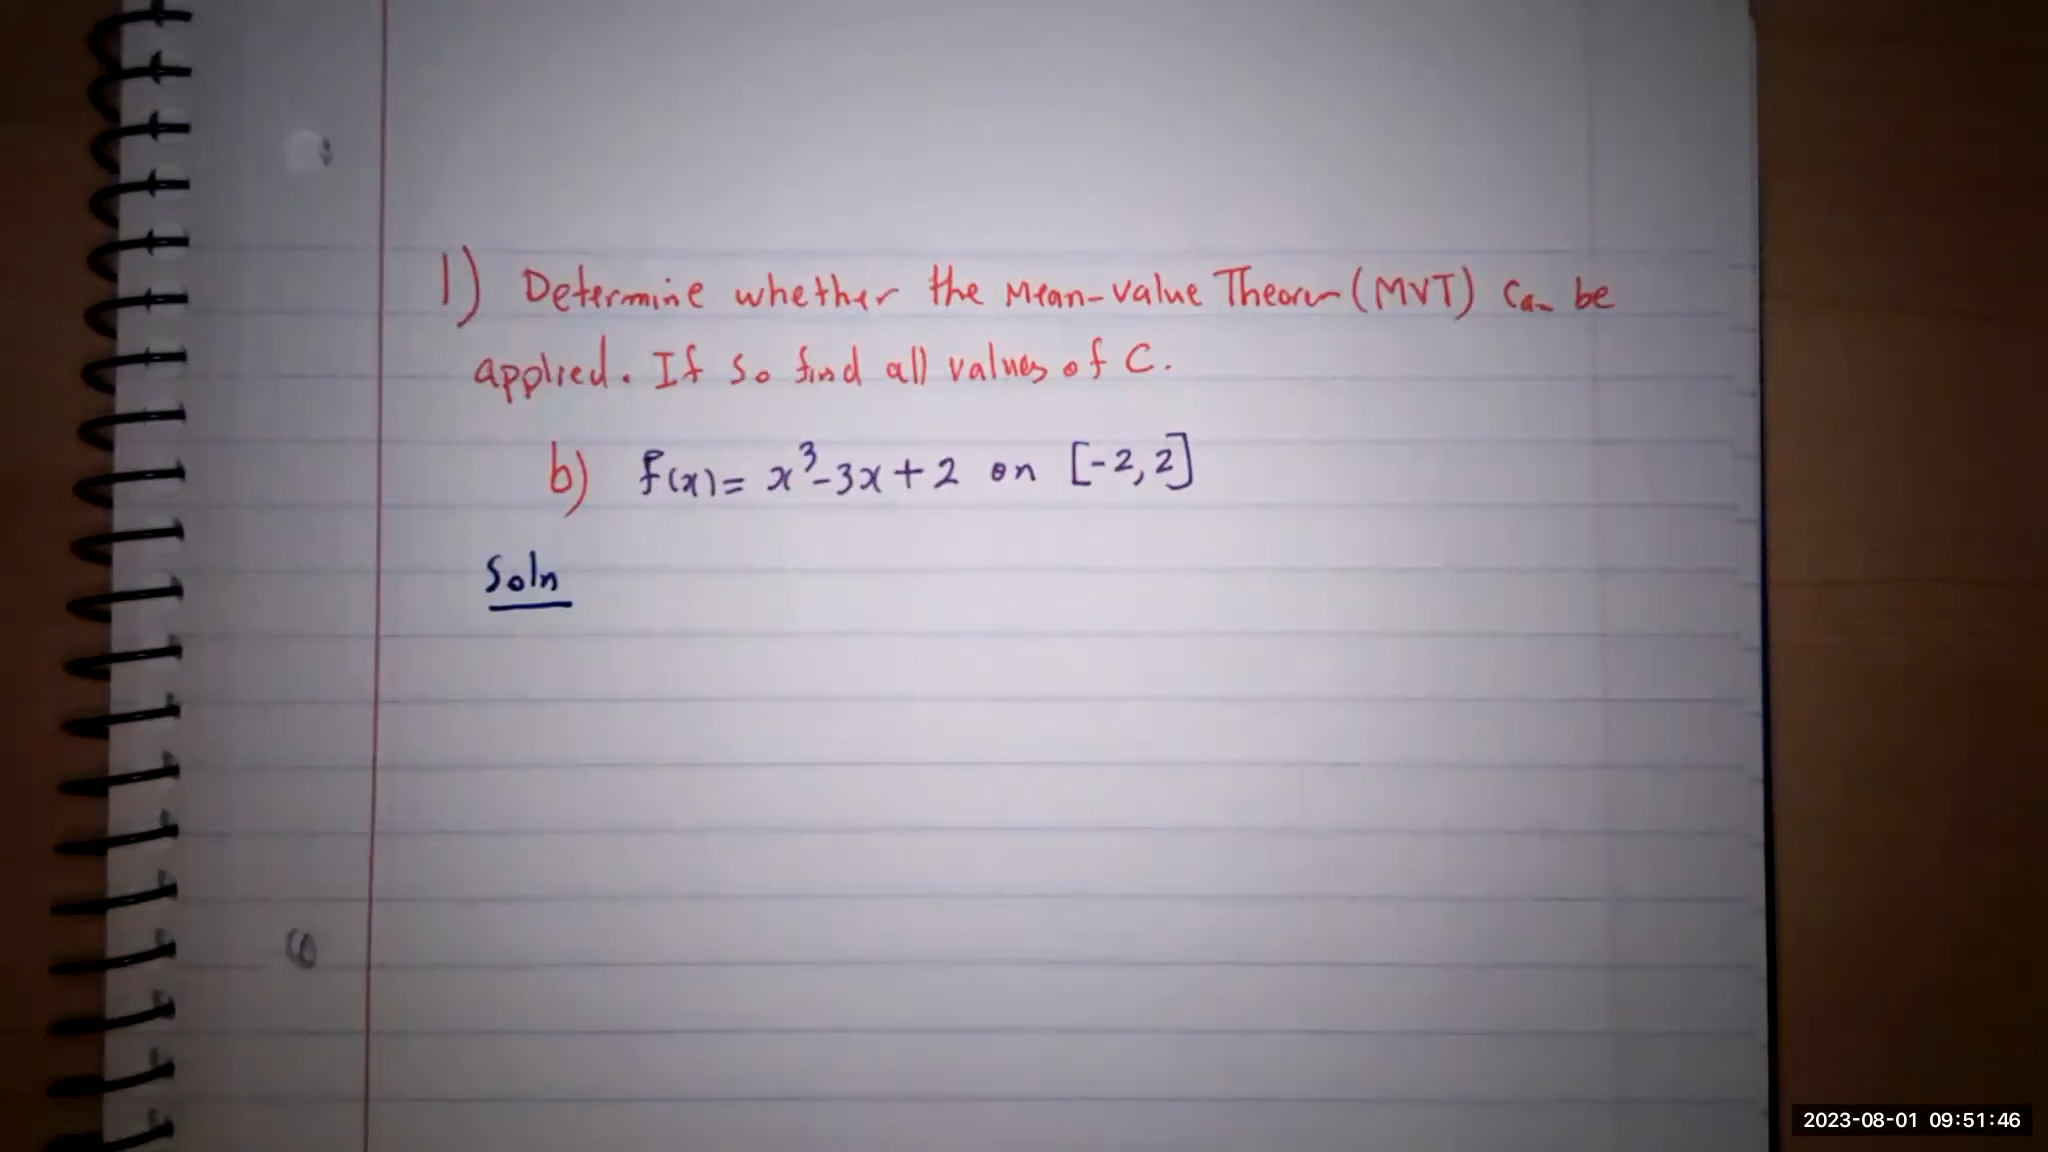 1) Determine whether the Mean-value Theorem (MVT) can be
applied. If so find all values of C.
b) f(x) = x³-3x+2 on [-2,2]
Soln
2023-08-01 09:51:46